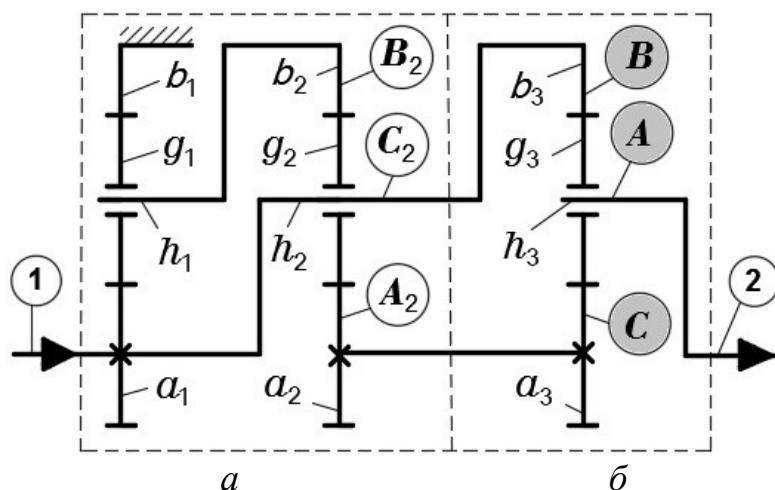 b₁ b₂ B₂ b₃ B
g₁ g₂ C₂ g₃ A
h₁ h₂ h₃
1 A₂ C 2
a₁ a₂ a₃
а б